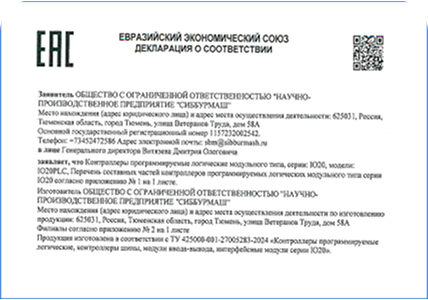 ЕАС
ЕВРАЗИЙСКИЙ ЭКОНОМИЧЕСКИЙ СОЮЗ
ДЕКЛАРАЦИЯ О СООТВЕТСТВИИ
Заявитель ОБЩЕСТВО С ОГРАНИЧЕННОЙ ОТВЕТСТВЕННОСТЬЮ "НАУЧНО-
ПРОИЗВОДСТВЕННОЕ ПРЕДПРИЯТИЕ "СИББУРМАШ"
Место нахождения (адрес юридического лица) и адрес места осуществления деятельности: 625031, Россия,
Тюменская область, город Тюмень, улица Ветеранов Труда, дом 58А
Основной государственный регистрационный номер 1157232002542.
Телефон: +73452472586 Адрес электронной почты: sbm@sibburmash.ru
в лице Генерального директора Витязева Дмитрия Олеговича
заявляет, что Контроллеры программируемые логические модульного типа, серии: IO20, модели:
IO20PLC, Перечень составных частей контроллеров программируемых логических модульного типа серии
IO20 согласно приложению № 1 на 1 листе.
Изготовитель ОБЩЕСТВО С ОГРАНИЧЕННОЙ ОТВЕТСТВЕННОСТЬЮ "НАУЧНО-
ПРОИЗВОДСТВЕННОЕ ПРЕДПРИЯТИЕ "СИББУРМАШ"
Место нахождения (адрес юридического лица) и адрес места осуществления деятельности по изготовлению
продукции: 625031, Россия, Тюменская область, город Тюмень, улица Ветеранов Труда, дом 58А
Филиалы согласно приложению № 2 на 1 листе
Продукция изготовлена в соответствии с ТУ 425000-001-27005283-2024 «Контроллеры программируемые
логические, контроллеры шины, модули ввода-вывода, интерфейсные модули серии IO20».